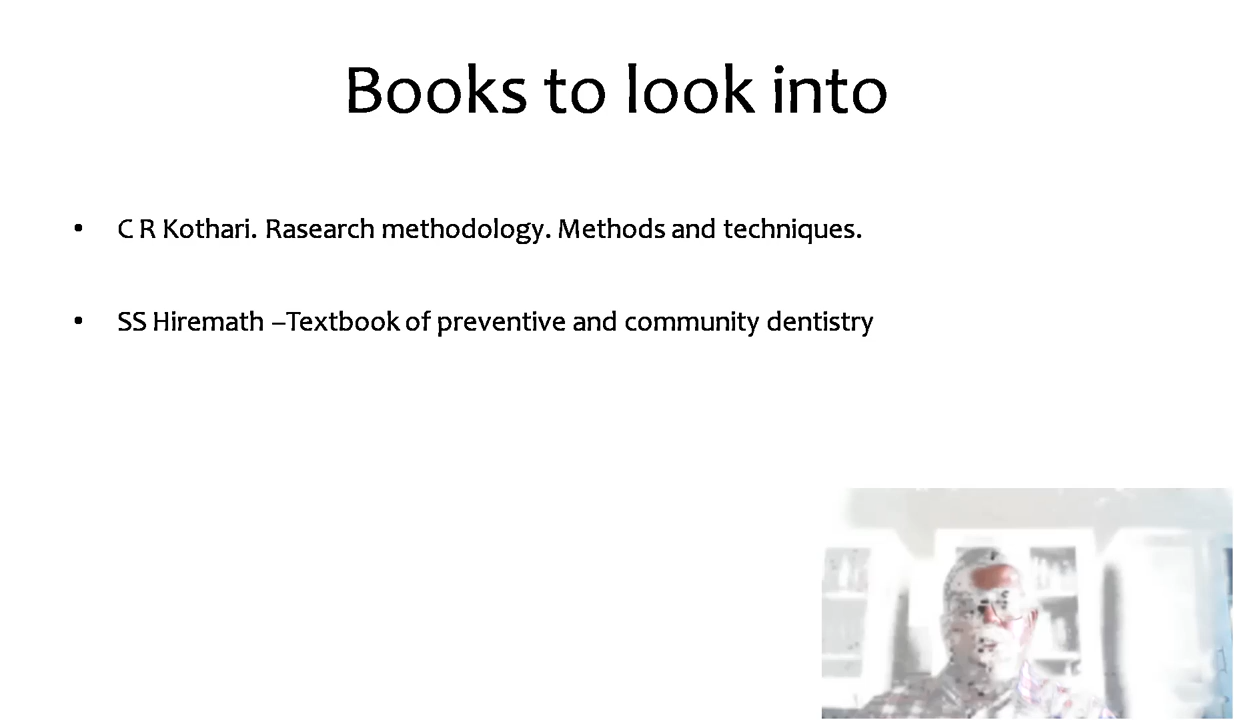 Books to look into
• C R Kothari. Rasearch methodology. Methods and techniques.
• SS Hiremath –Textbook of preventive and community dentistry